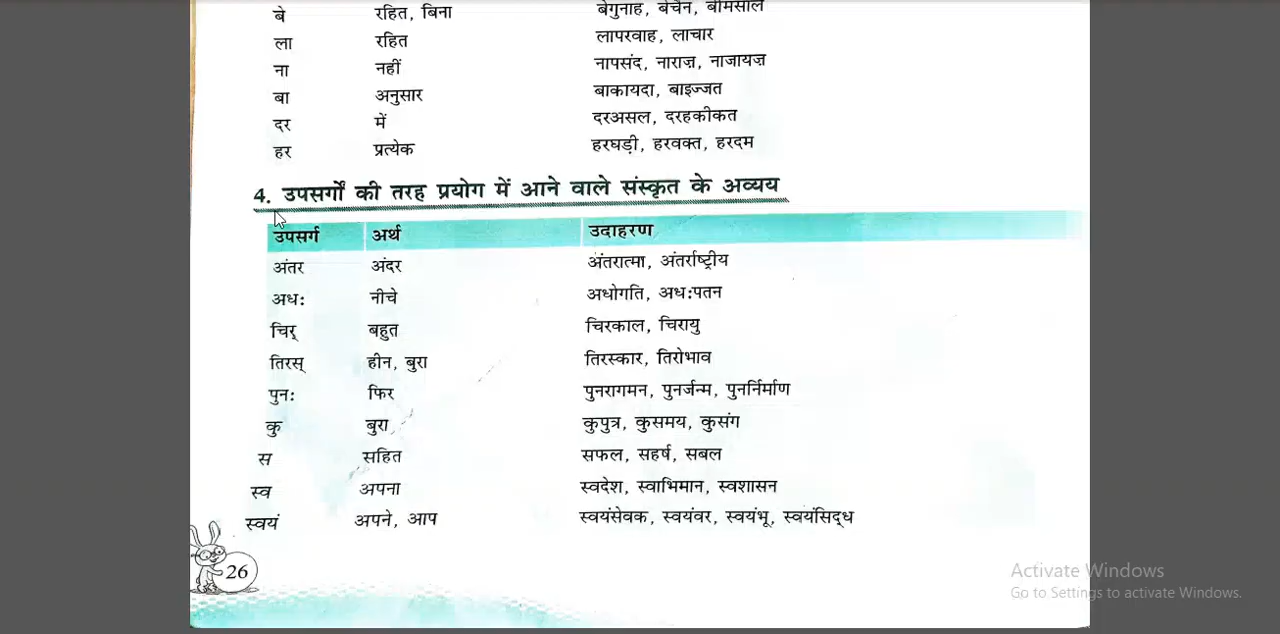 बे रहित, बिना बेगुनाह, बेचैन, बेमिसाल
ला रहित लापरवाह, लाचार
ना नहीं नापसंद, नाराज़, नाजायज़
बा अनुसार बाकायदा, बाइज्जत
दर में दरअसल, दरहकीकत
हर प्रत्येक हरघड़ी, हरवक्त, हरदम
4. उपसर्गों की तरह प्रयोग में आने वाले संस्कृत के अव्यय
उपसर्ग अर्थ उदाहरण
अंतर अंदर अंतरात्मा, अंतर्राष्ट्रीय
अधः नीचे अधोगति, अधःपतन
चिर् बहुत चिरकाल, चिरायु
तिरस् हीन, बुरा तिरस्कार, तिरोभाव
पुनः फिर पुनरागमन, पुनर्जन्म, पुनर्निर्माण
कु बुरा कुपुत्र, कुसमय, कुसंग
स सहित सफल, सहर्ष, सबल
स्व अपना स्वदेश, स्वाभिमान, स्वशासन
स्वयं अपने, आप स्वयंसेवक, स्वयंवर, स्वयंभू, स्वयंसिद्ध
26
Activate Windows
Go to Settings to activate Windows.